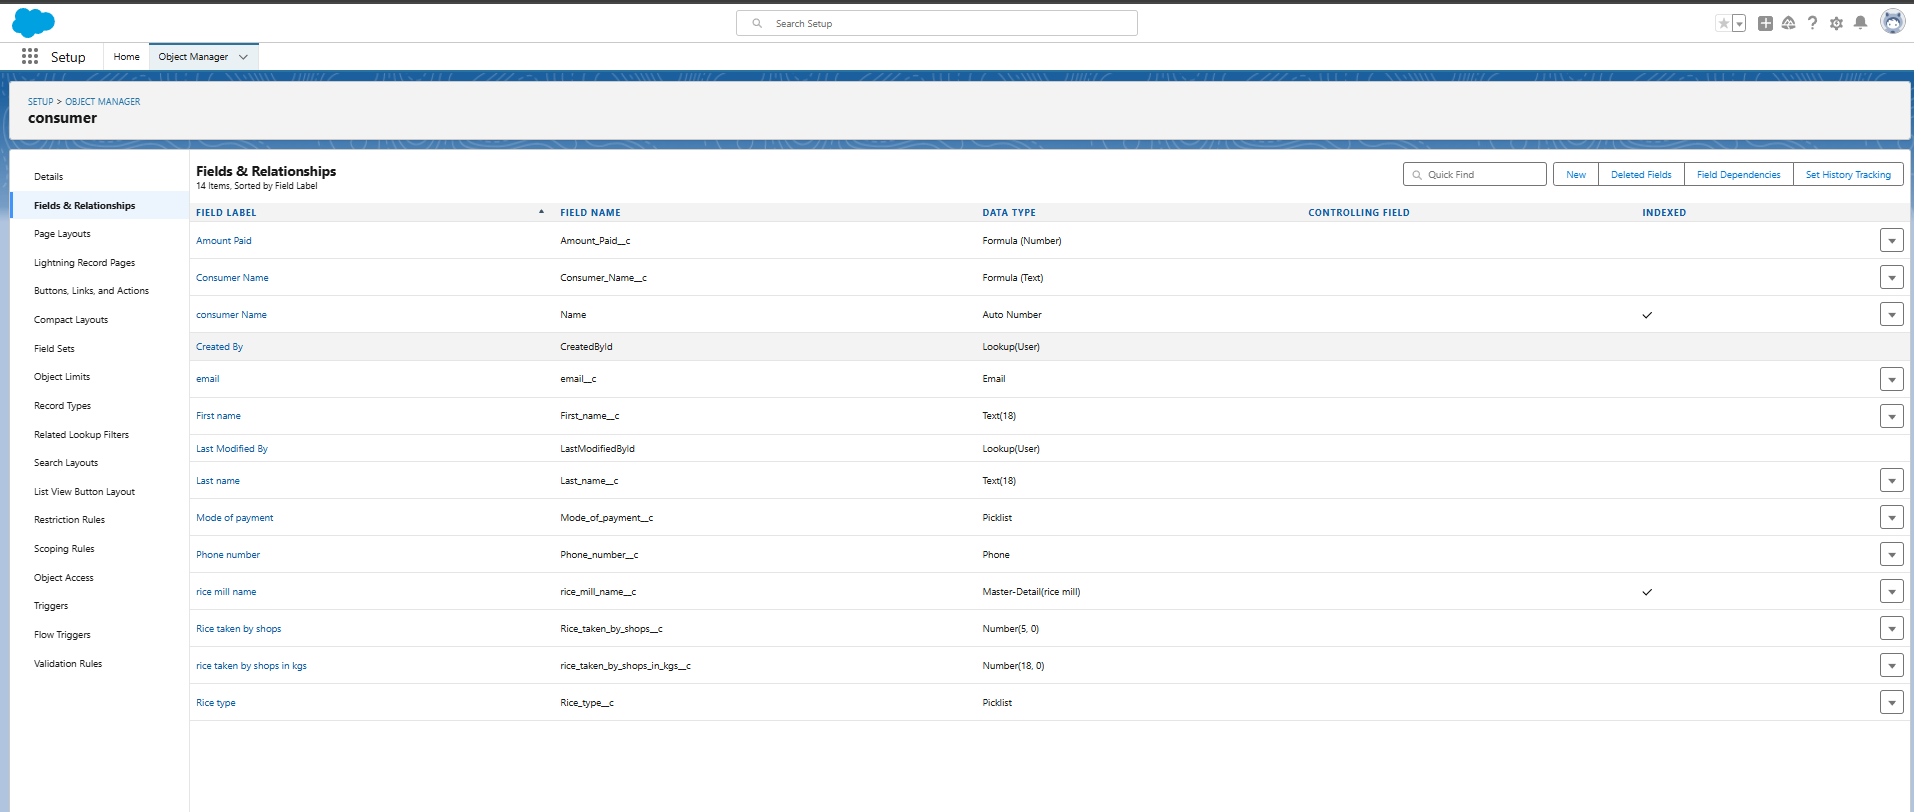 Search Setup
Setup
Home
Object Manager
SETUP > OBJECT MANAGER
consumer
Details
Fields & Relationships
Page Layouts
Lightning Record Pages
Buttons, Links, and Actions
Compact Layouts
Field Sets
Object Limits
Record Types
Related Lookup Filters
Search Layouts
List View Button Layout
Restriction Rules
Scoping Rules
Object Access
Triggers
Flow Triggers
Validation Rules
Fields & Relationships
14 Items, Sorted by Field Label
Quick Find
New
Deleted Fields
Field Dependencies
Set History Tracking
FIELD LABEL FIELD NAME DATA TYPE CONTROLLING FIELD INDEXED
Amount Paid Amount_Paid__c Formula (Number)
Consumer Name Consumer_Name__c Formula (Text)
consumer Name Name Auto Number
Created By CreatedById Lookup(User)
email email__c Email
First name First_name__c Text(18)
Last Modified By LastModifiedById Lookup(User)
Last name Last_name__c Text(18)
Mode of payment Mode_of_payment__c Picklist
Phone number Phone_number__c Phone
rice mill name rice_mill_name__c Master-Detail(rice mill)
Rice taken by shops Rice_taken_by_shops__c Number(5, 0)
rice taken by shops in kgs rice_taken_by_shops_in_kgs__c Number(18, 0)
Rice type Rice_type__c Picklist